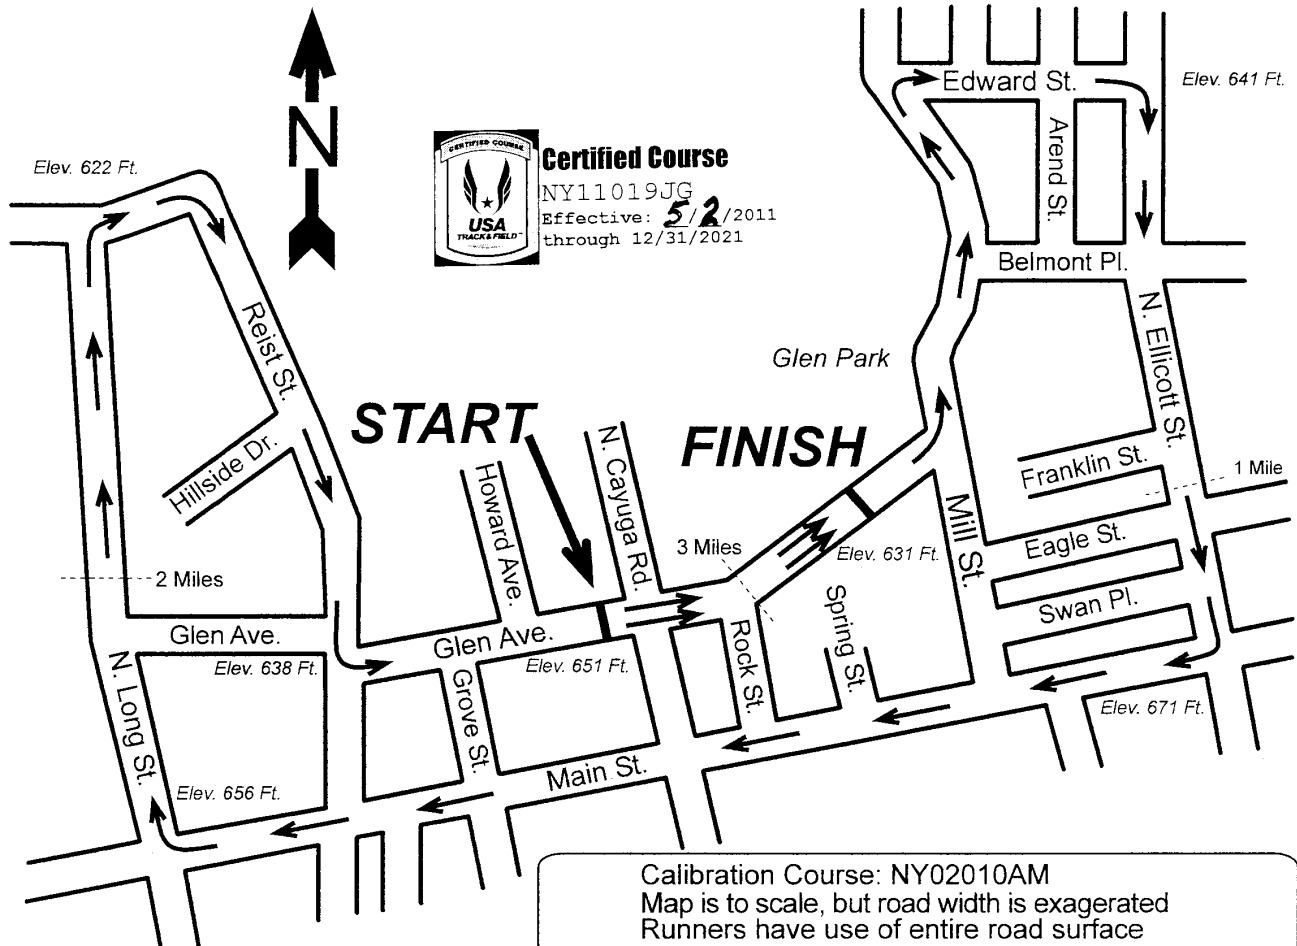 Elev. 622 Ft.
N
CERTIFIED COURSE
USA
TRACK & FIELD
Certified Course
NY11019JG
Effective: 5/2/2011
through 12/31/2021
Edward St.
Elev. 641 Ft.
Arend St.
Belmont Pl.
Reist St.
N. Ellicott St.
Glen Park
START
FINISH
Hillside Dr.
Howard Ave.
N. Cayuga Rd.
Franklin St.
1 Mile
Mill St.
Eagle St.
2 Miles
3 Miles
Elev. 631 Ft.
Swan Pl.
Spring St.
Glen Ave.
Glen Ave.
Rock St.
Elev. 638 Ft.
Elev. 651 Ft.
N. Long St.
Grove St.
Elev. 671 Ft.
Main St.
Elev. 656 Ft.
Calibration Course: NY02010AM
Map is to scale, but road width is exagerated
Runners have use of entire road surface